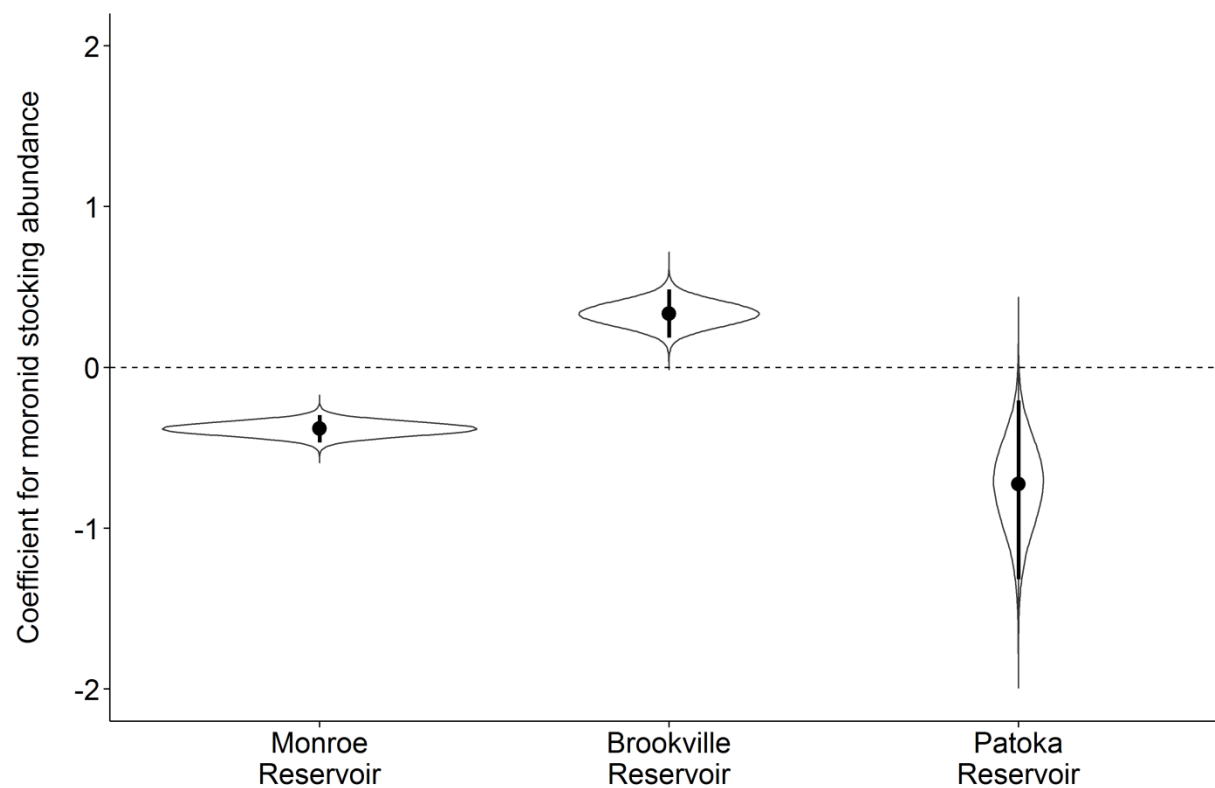 Coefficient for moronid stocking abundance
2
1
0
-1
-2
Monroe
Reservoir
Brookville
Reservoir
Patoka
Reservoir